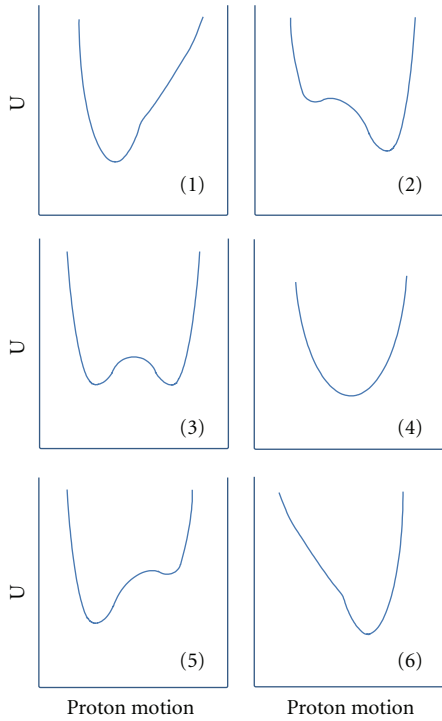 U
(1)
(2)
U
(3)
(4)
U
(5)
(6)
Proton motion
Proton motion